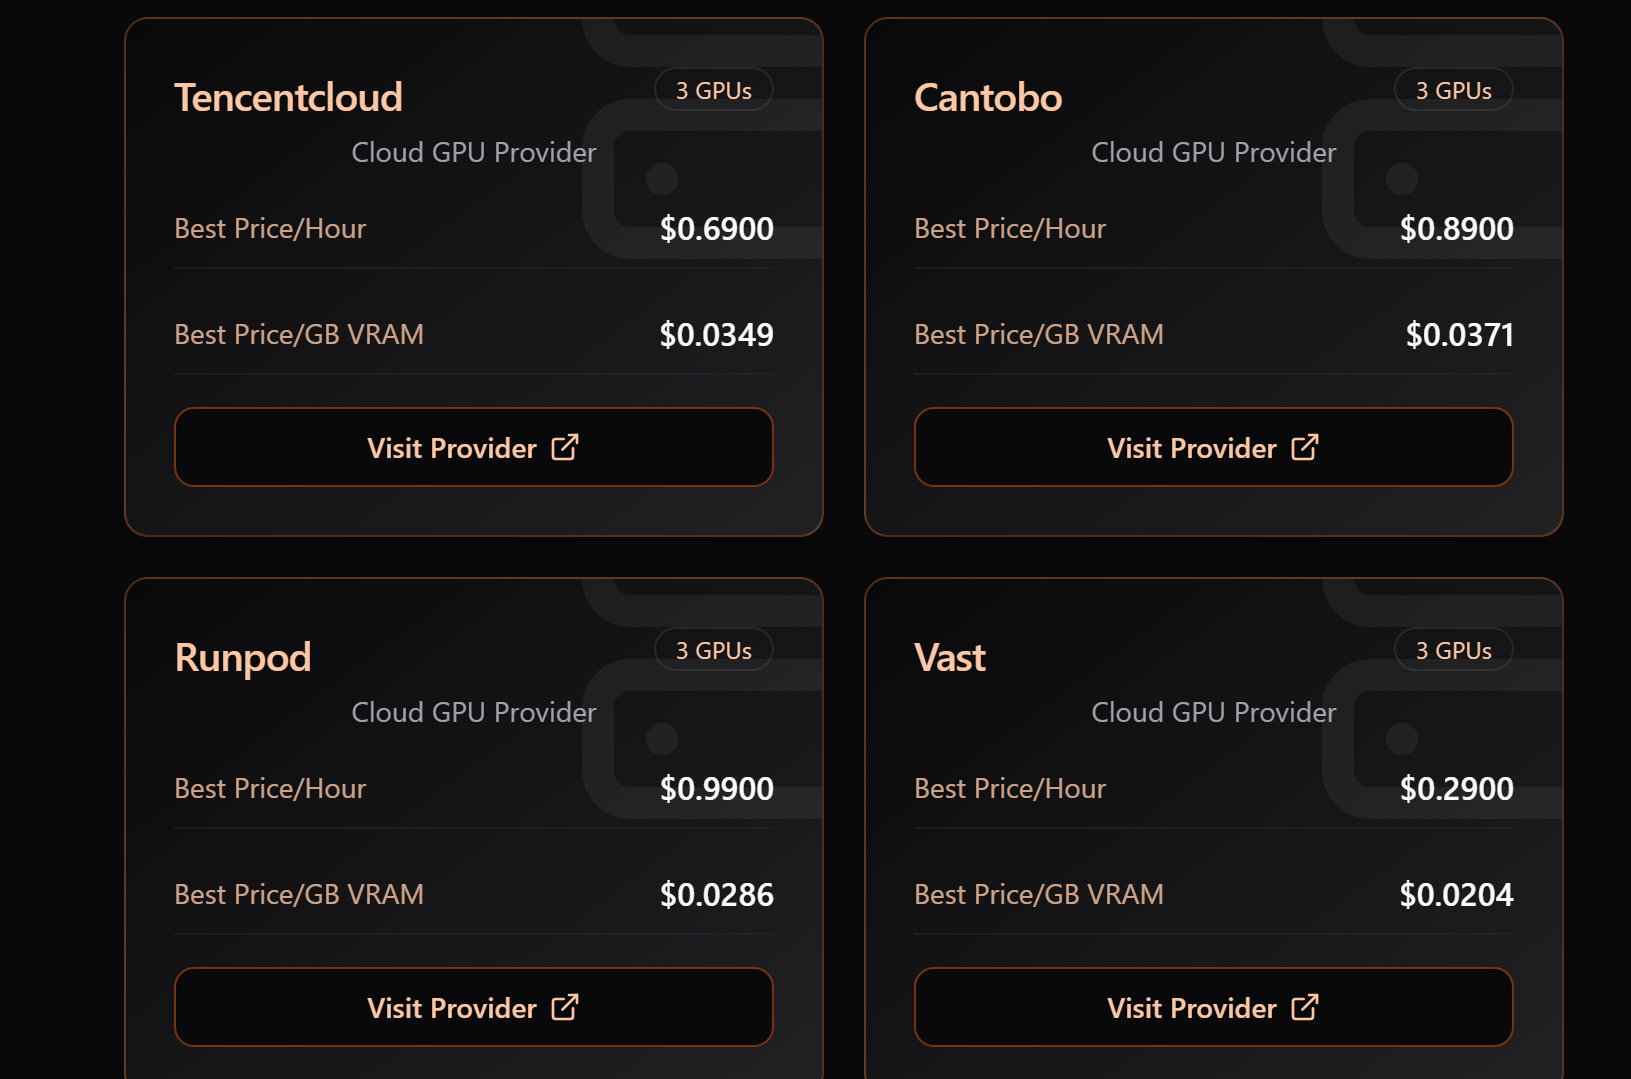 Tencentcloud
3 GPUs
Cloud GPU Provider
Best Price/Hour
$0.6900
Best Price/GB VRAM
$0.0349
Visit Provider
Cantobo
3 GPUs
Cloud GPU Provider
Best Price/Hour
$0.8900
Best Price/GB VRAM
$0.0371
Visit Provider
Runpod
3 GPUs
Cloud GPU Provider
Best Price/Hour
$0.9900
Best Price/GB VRAM
$0.0286
Visit Provider
Vast
3 GPUs
Cloud GPU Provider
Best Price/Hour
$0.2900
Best Price/GB VRAM
$0.0204
Visit Provider